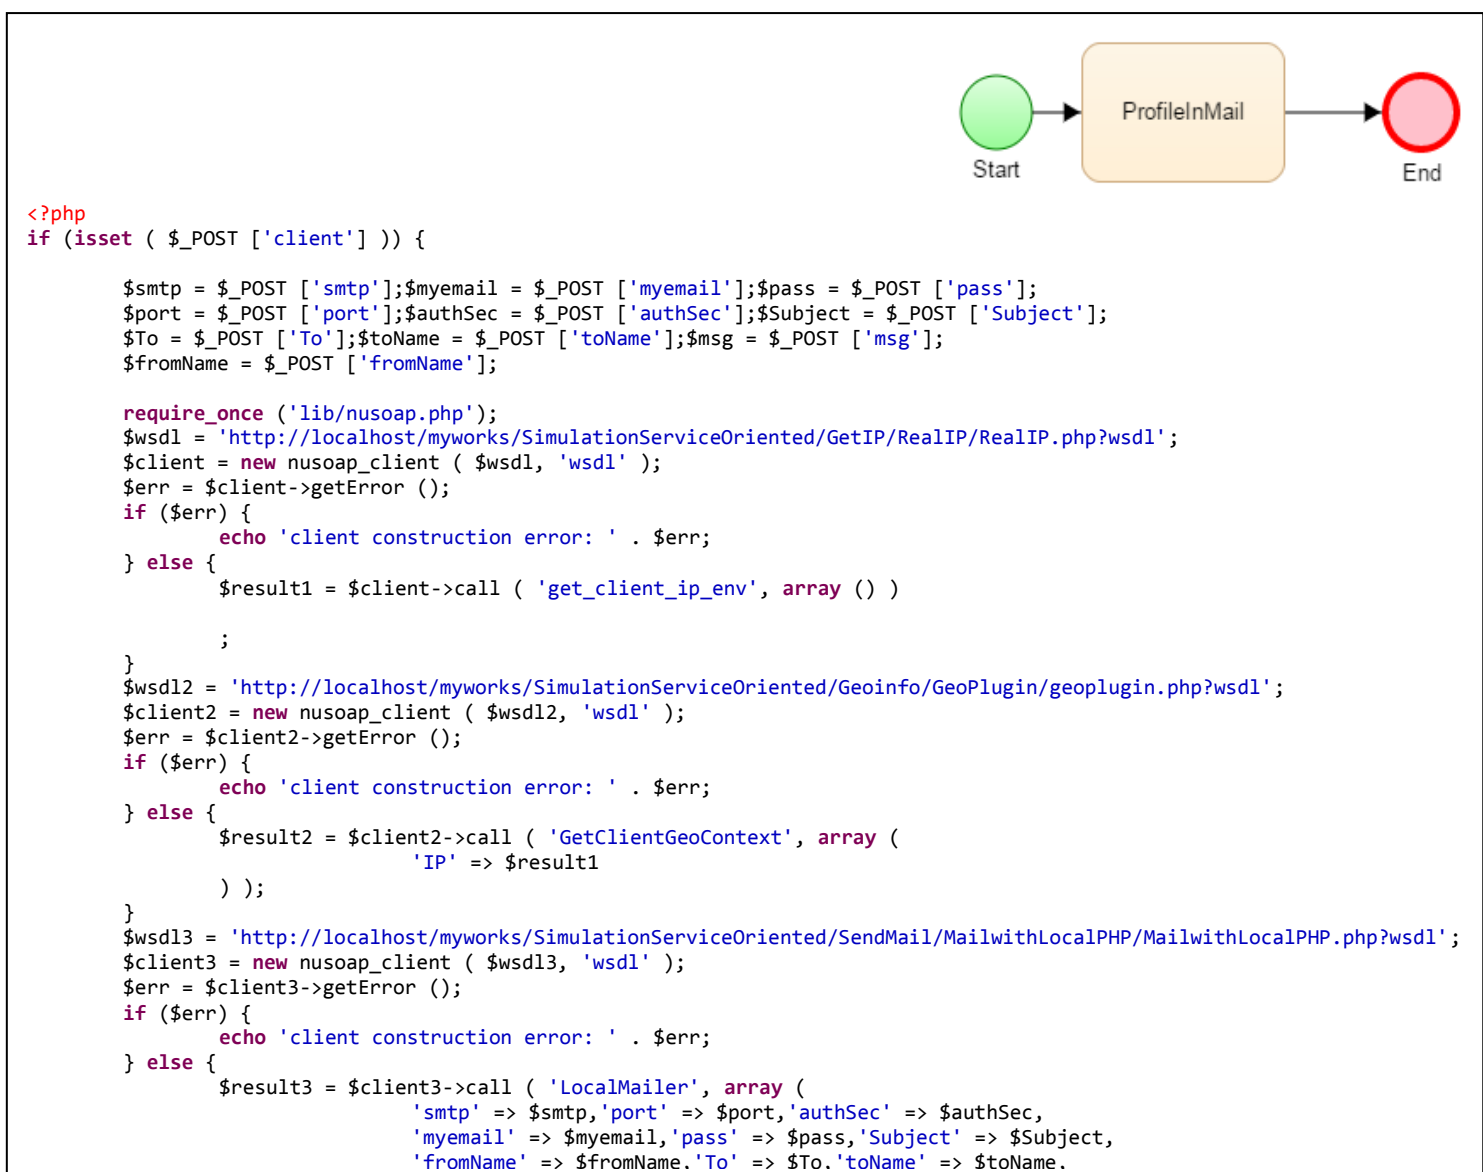 ProfileInMail
Start
End
<?php
if (isset ( $_POST ['client'] )) {
$smtp = $_POST ['smtp'];$myemail = $_POST ['myemail'];$pass = $_POST ['pass'];
$port = $_POST ['port'];$authSec = $_POST ['authSec'];$Subject = $_POST ['Subject'];
$To = $_POST ['To'];$toName = $_POST ['toName'];$msg = $_POST ['msg'];
$fromName = $_POST ['fromName'];
require_once ('lib/nusoap.php');
$wsdl = 'http://localhost/myworks/SimulationServiceOriented/GetIP/RealIP/RealIP.php?wsdl';
$client = new nusoap_client ( $wsdl, 'wsdl' );
$err = $client->getError ();
if ($err) {
echo 'client construction error: ' . $err;
} else {
$result1 = $client->call ( 'get_client_ip_env', array () )
;
}
$wsdl2 = 'http://localhost/myworks/SimulationServiceOriented/Geoinfo/GeoPlugin/geoplugin.php?wsdl';
$client2 = new nusoap_client ( $wsdl2, 'wsdl' );
$err = $client2->getError ();
if ($err) {
echo 'client construction error: ' . $err;
} else {
$result2 = $client2->call ( 'GetClientGeoContext', array (
'IP' => $result1
) );
}
$wsdl3 = 'http://localhost/myworks/SimulationServiceOriented/SendMail/MailwithLocalPHP/MailwithLocalPHP.php?wsdl';
$client3 = new nusoap_client ( $wsdl3, 'wsdl' );
$err = $client3->getError ();
if ($err) {
echo 'client construction error: ' . $err;
} else {
$result3 = $client3->call ( 'LocalMailer', array (
'smtp' => $smtp,'port' => $port,'authSec' => $authSec,
'myemail' => $myemail,'pass' => $pass,'Subject' => $Subject,
'fromName' => $fromName,'To' => $To,'toName' => $toName,